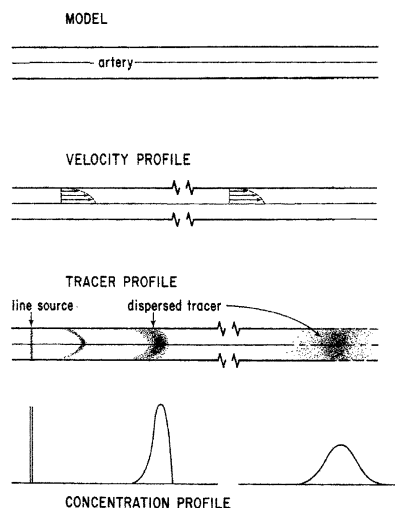 MODEL
artery
VELOCITY PROFILE
TRACER PROFILE
line source
dispersed tracer
CONCENTRATION PROFILE